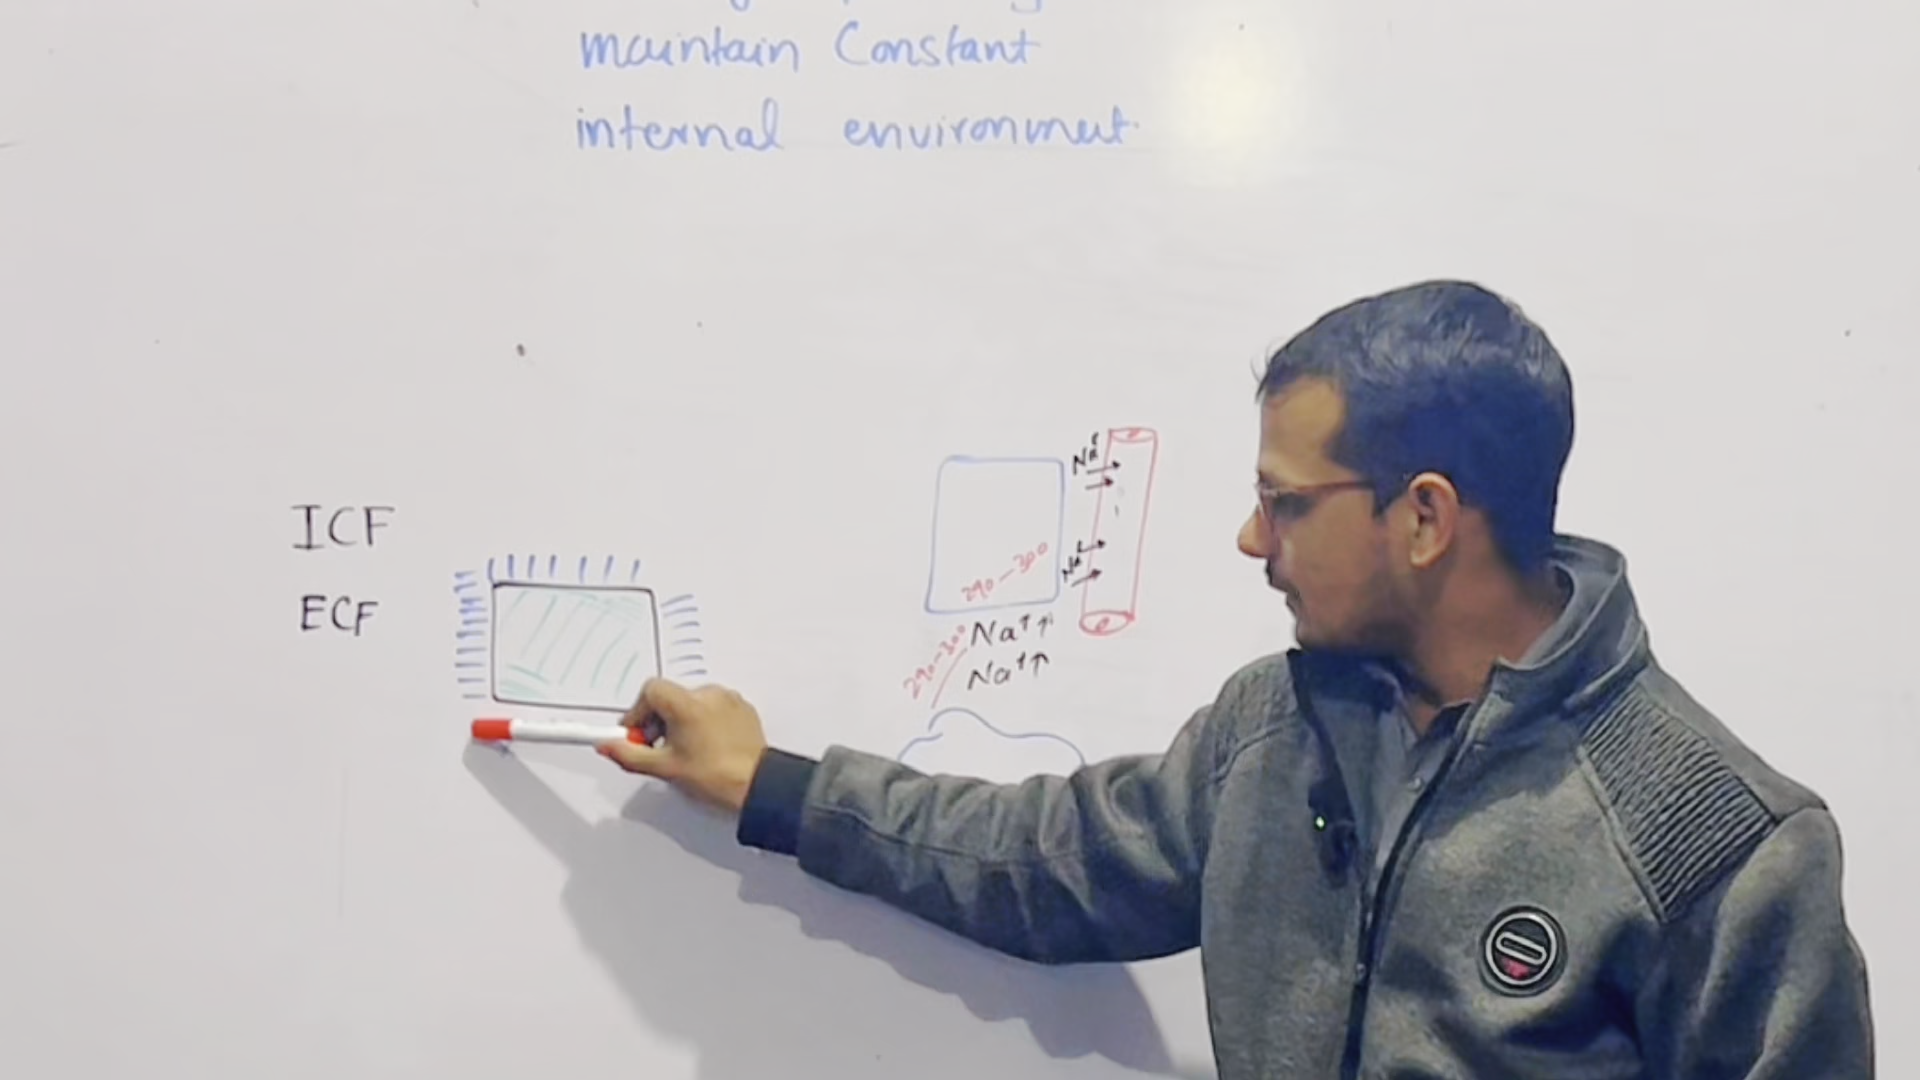 maintain Constant
internal environment
ICF
ECF
Na⁺
Na⁺
290-300
290-300
Na⁺↑
Na⁺↑